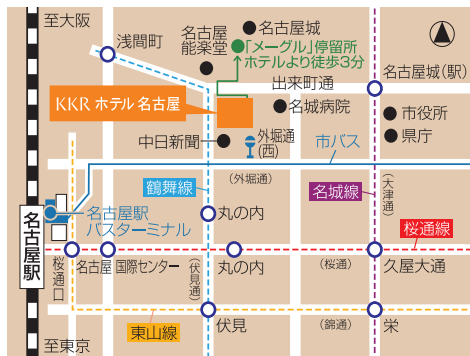 至大阪
浅間町
名古屋
能楽堂
名古屋城
「メーグル」停留所
ホテルより徒歩3分
出来町通
名古屋城(駅)
KKR ホテル 名古屋
名城病院
市役所
県庁
中日新聞
外堀通
(西)
市バス
鶴舞線
(外堀通)
名城線
(大津通)
名古屋駅
バスターミナル
丸の内
桜通線
名古屋駅
桜通口
名古屋 国際センター
(伏見通)
丸の内
(桜通)
久屋大通
東山線
伏見
(錦通)
栄
至東京